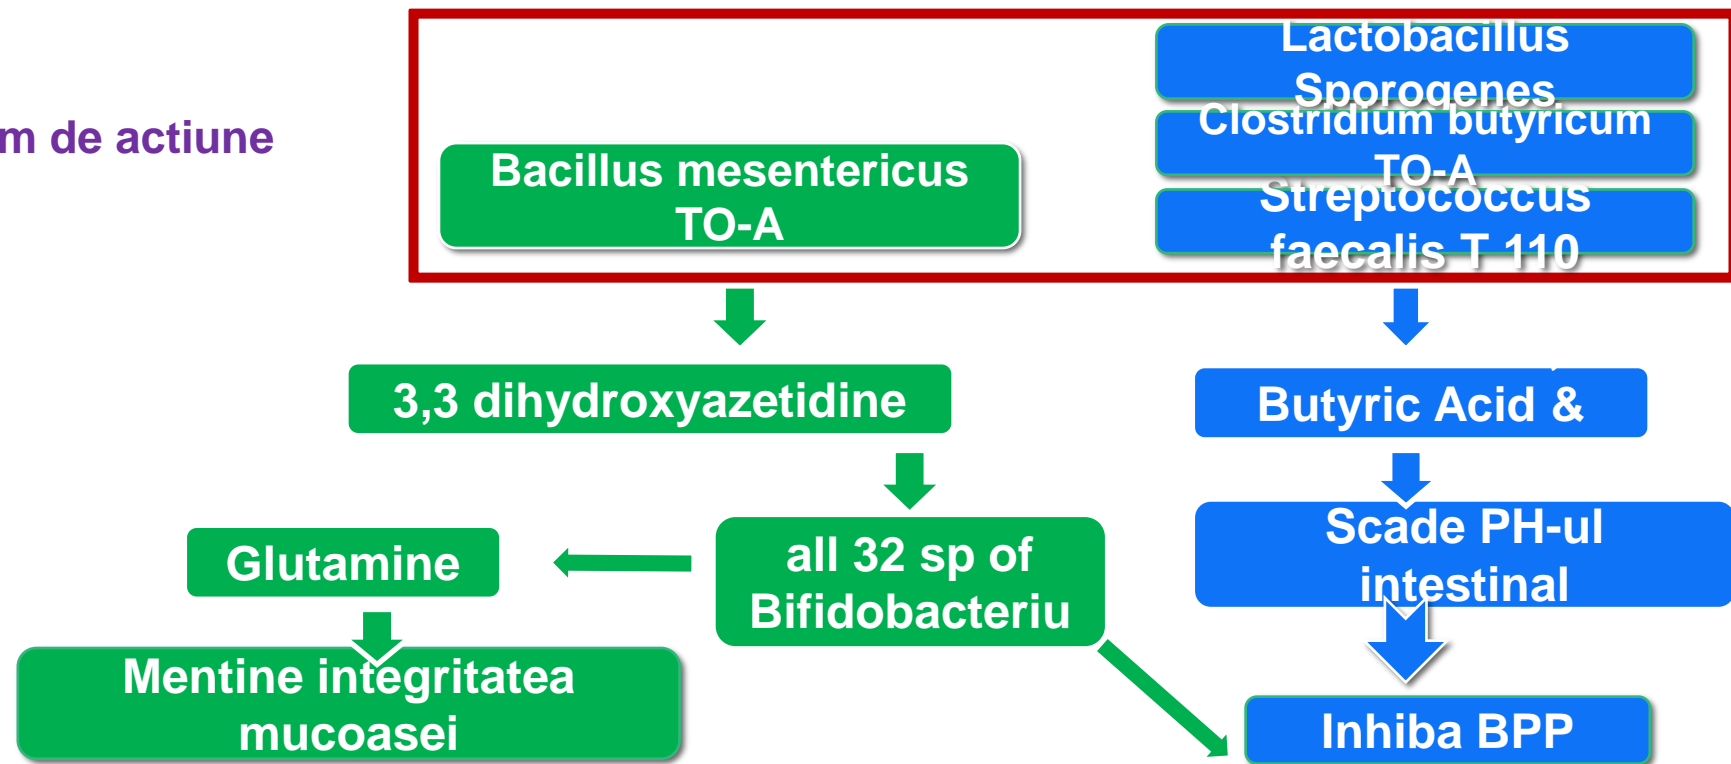 m de actiune
Bacillus mesentericus
TO-A
Lactobacillus
Sporogenes
Clostridium butyricum
TO-A
Streptococcus
faecalis T 110
3,3 dihydroxyazetidine
Butyric Acid &
Glutamine
all 32 sp of
Bifidobacteriu
Scade PH-ul
intestinal
Mentine integritatea
mucoasei
Inhiba BPP